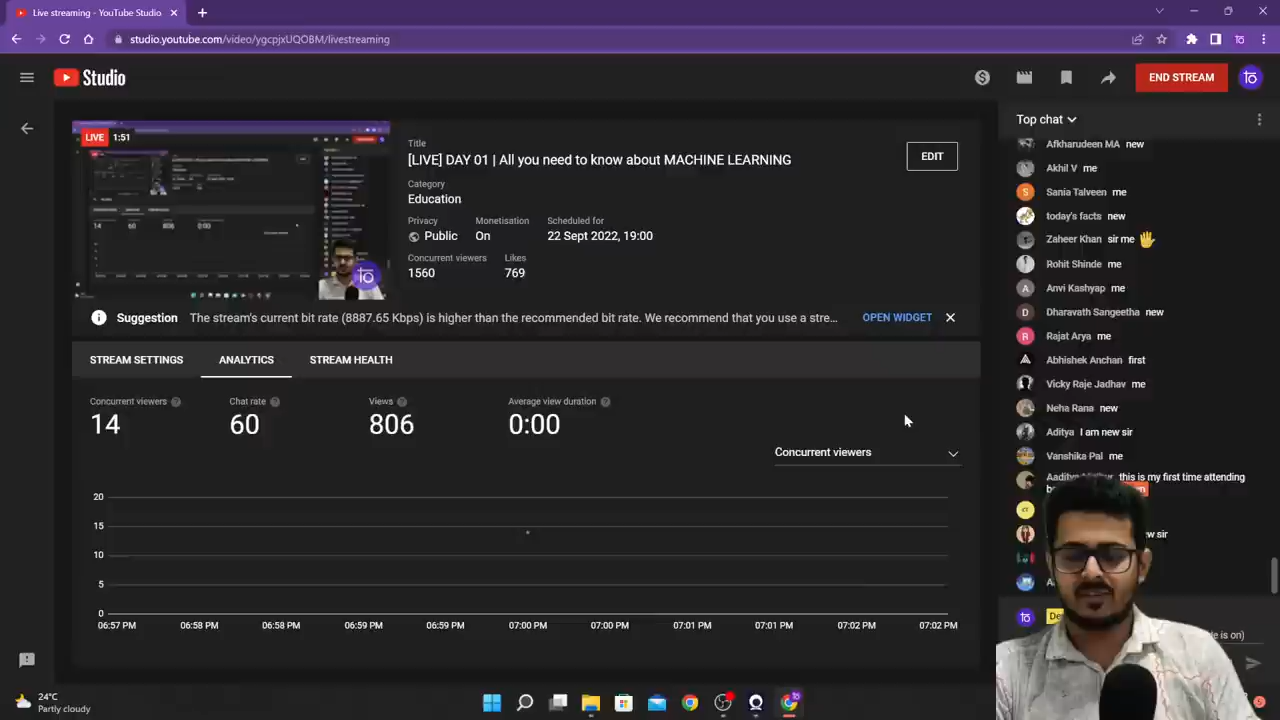 Live streaming - YouTube Studio
studio.youtube.com/video/ygcpjxUQOBM/livestreaming
Studio
END STREAM
LIVE 1:51
Title
[LIVE] DAY 01 | All you need to know about MACHINE LEARNING
EDIT
Category
Education
Privacy Monetisation Scheduled for
Public On 22 Sept 2022, 19:00
Concurrent viewers Likes
1560 769
Suggestion The stream's current bit rate (8887.65 Kbps) is higher than the recommended bit rate. We recommend that you use a stre... OPEN WIDGET
STREAM SETTINGS ANALYTICS STREAM HEALTH
Concurrent viewers Chat rate Views Average view duration
14 60 806 0:00
Concurrent viewers
20
15
10
5
0
06:57 PM 06:58 PM 06:58 PM 06:59 PM 06:59 PM 07:00 PM 07:00 PM 07:01 PM 07:01 PM 07:02 PM 07:02 PM
Top chat
Afkharudeen MA new
Akhil V me
Sania Talveen me
today's facts new
Zaheer Khan sir me
Rohit Shinde me
Anvi Kashyap me
Dharavath Sangeetha new
Rajat Arya me
Abhishek Anchan first
Vicky Raje Jadhav me
Neha Rana new
Aditya I am new sir
Vanshika Pal me
this is my first time attending
sir
is on)
24°C
Partly cloudy